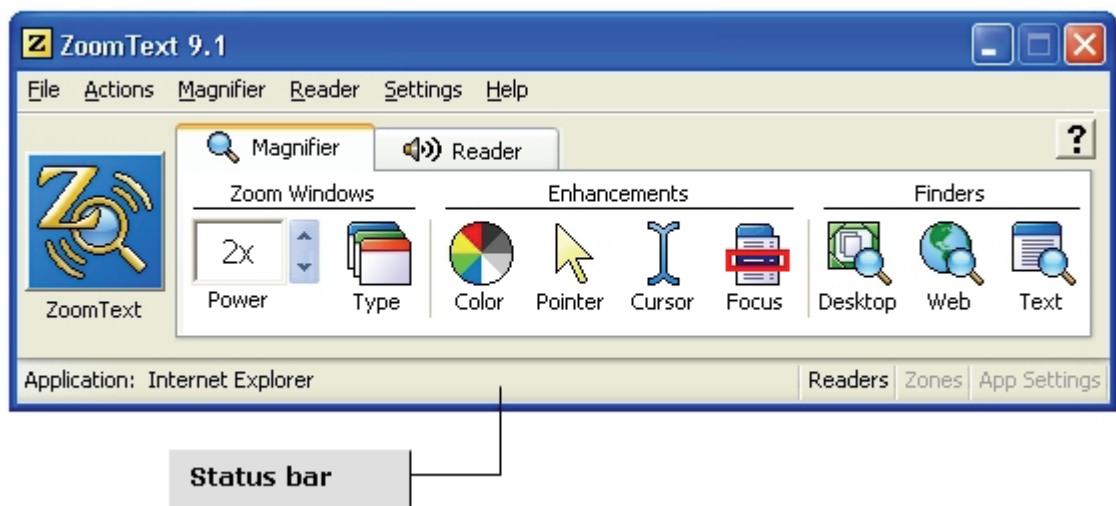 Z ZoomText 9.1
File Actions Magnifier Reader Settings Help
Magnifier Reader ?
Zoom Windows Enhancements Finders
2x
Power Type Color Pointer Cursor Focus Desktop Web Text
ZoomText
Application: Internet Explorer Readers Zones App Settings
Status bar